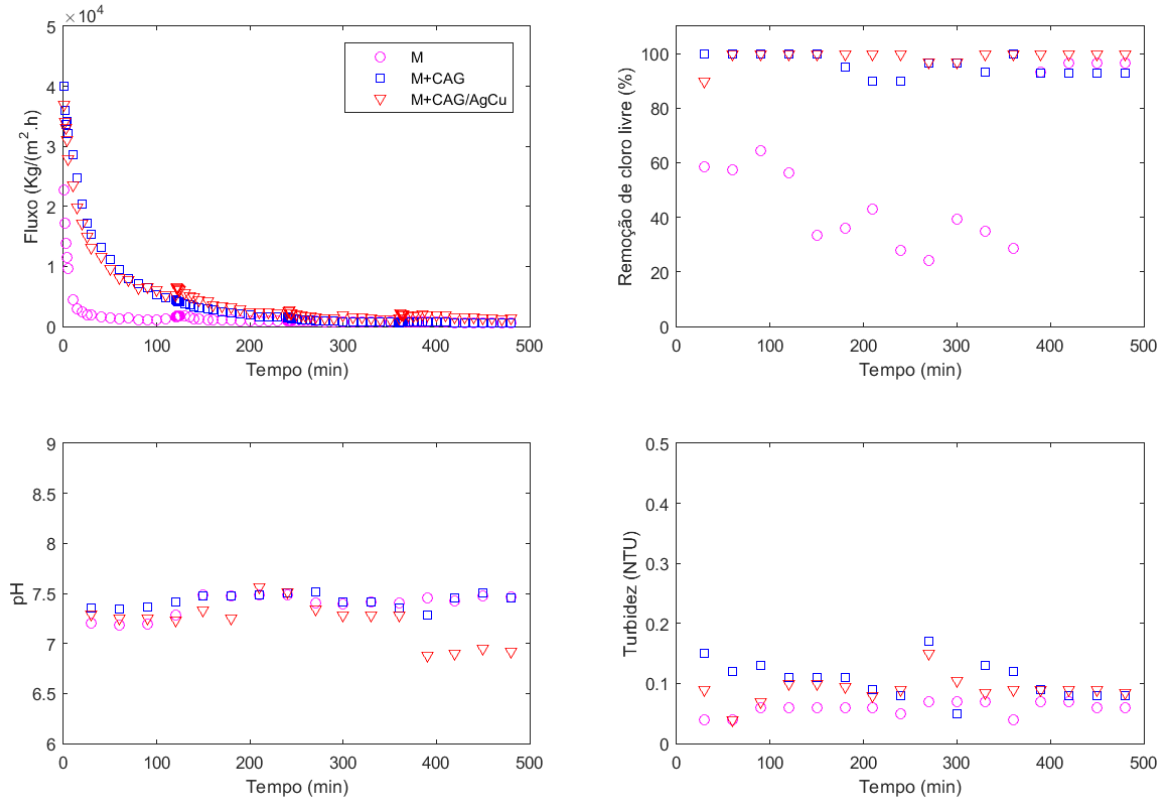 ×10⁴
5
4
3
2
1
0
Fluxo (Kg/(m².h)
0 100 200 300 400 500
Tempo (min)
M
M+CAG
M+CAG/AgCu
100
80
60
40
20
0
Remoção de cloro livre (%)
0 100 200 300 400 500
Tempo (min)
9
8.5
8
7.5
7
6.5
6
pH
0 100 200 300 400 500
Tempo (min)
0.5
0.4
0.3
0.2
0.1
0
Turbidez (NTU)
0 100 200 300 400 500
Tempo (min)